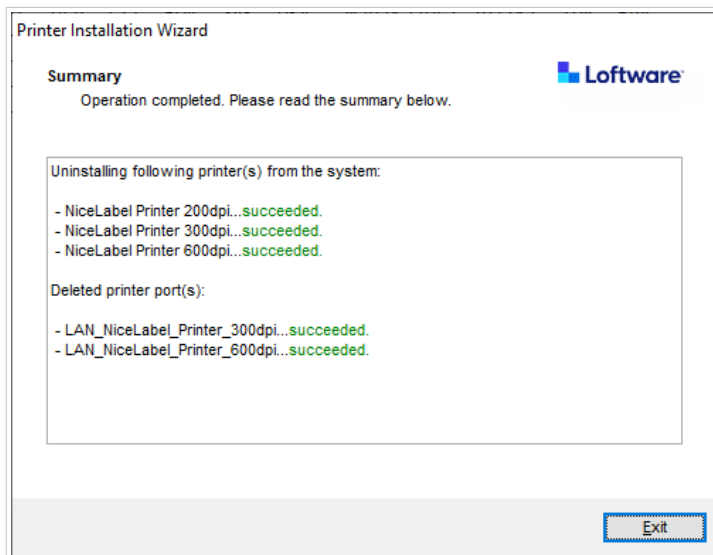 Printer Installation Wizard
Summary
Loftware
Operation completed. Please read the summary below.
Uninstalling following printer(s) from the system:
- NiceLabel Printer 200dpi...succeeded.
- NiceLabel Printer 300dpi...succeeded.
- NiceLabel Printer 600dpi...succeeded.
Deleted printer port(s):
- LAN_NiceLabel_Printer_300dpi...succeeded.
- LAN_NiceLabel_Printer_600dpi...succeeded.
Exit